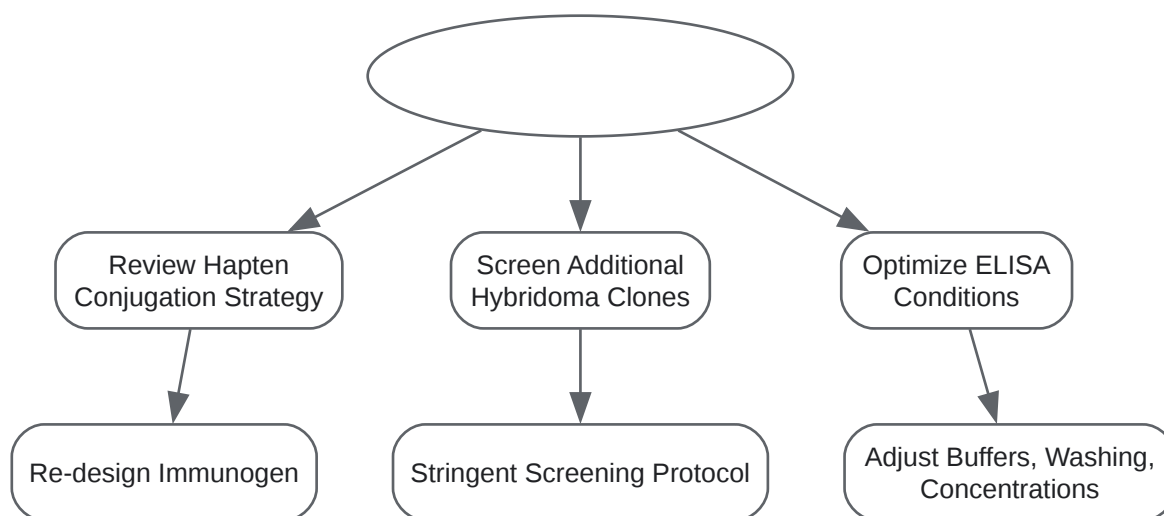 Review Hapten
Conjugation Strategy
Screen Additional
Hybridoma Clones
Optimize ELISA
Conditions
Re-design Immunogen
Stringent Screening Protocol
Adjust Buffers, Washing,
Concentrations